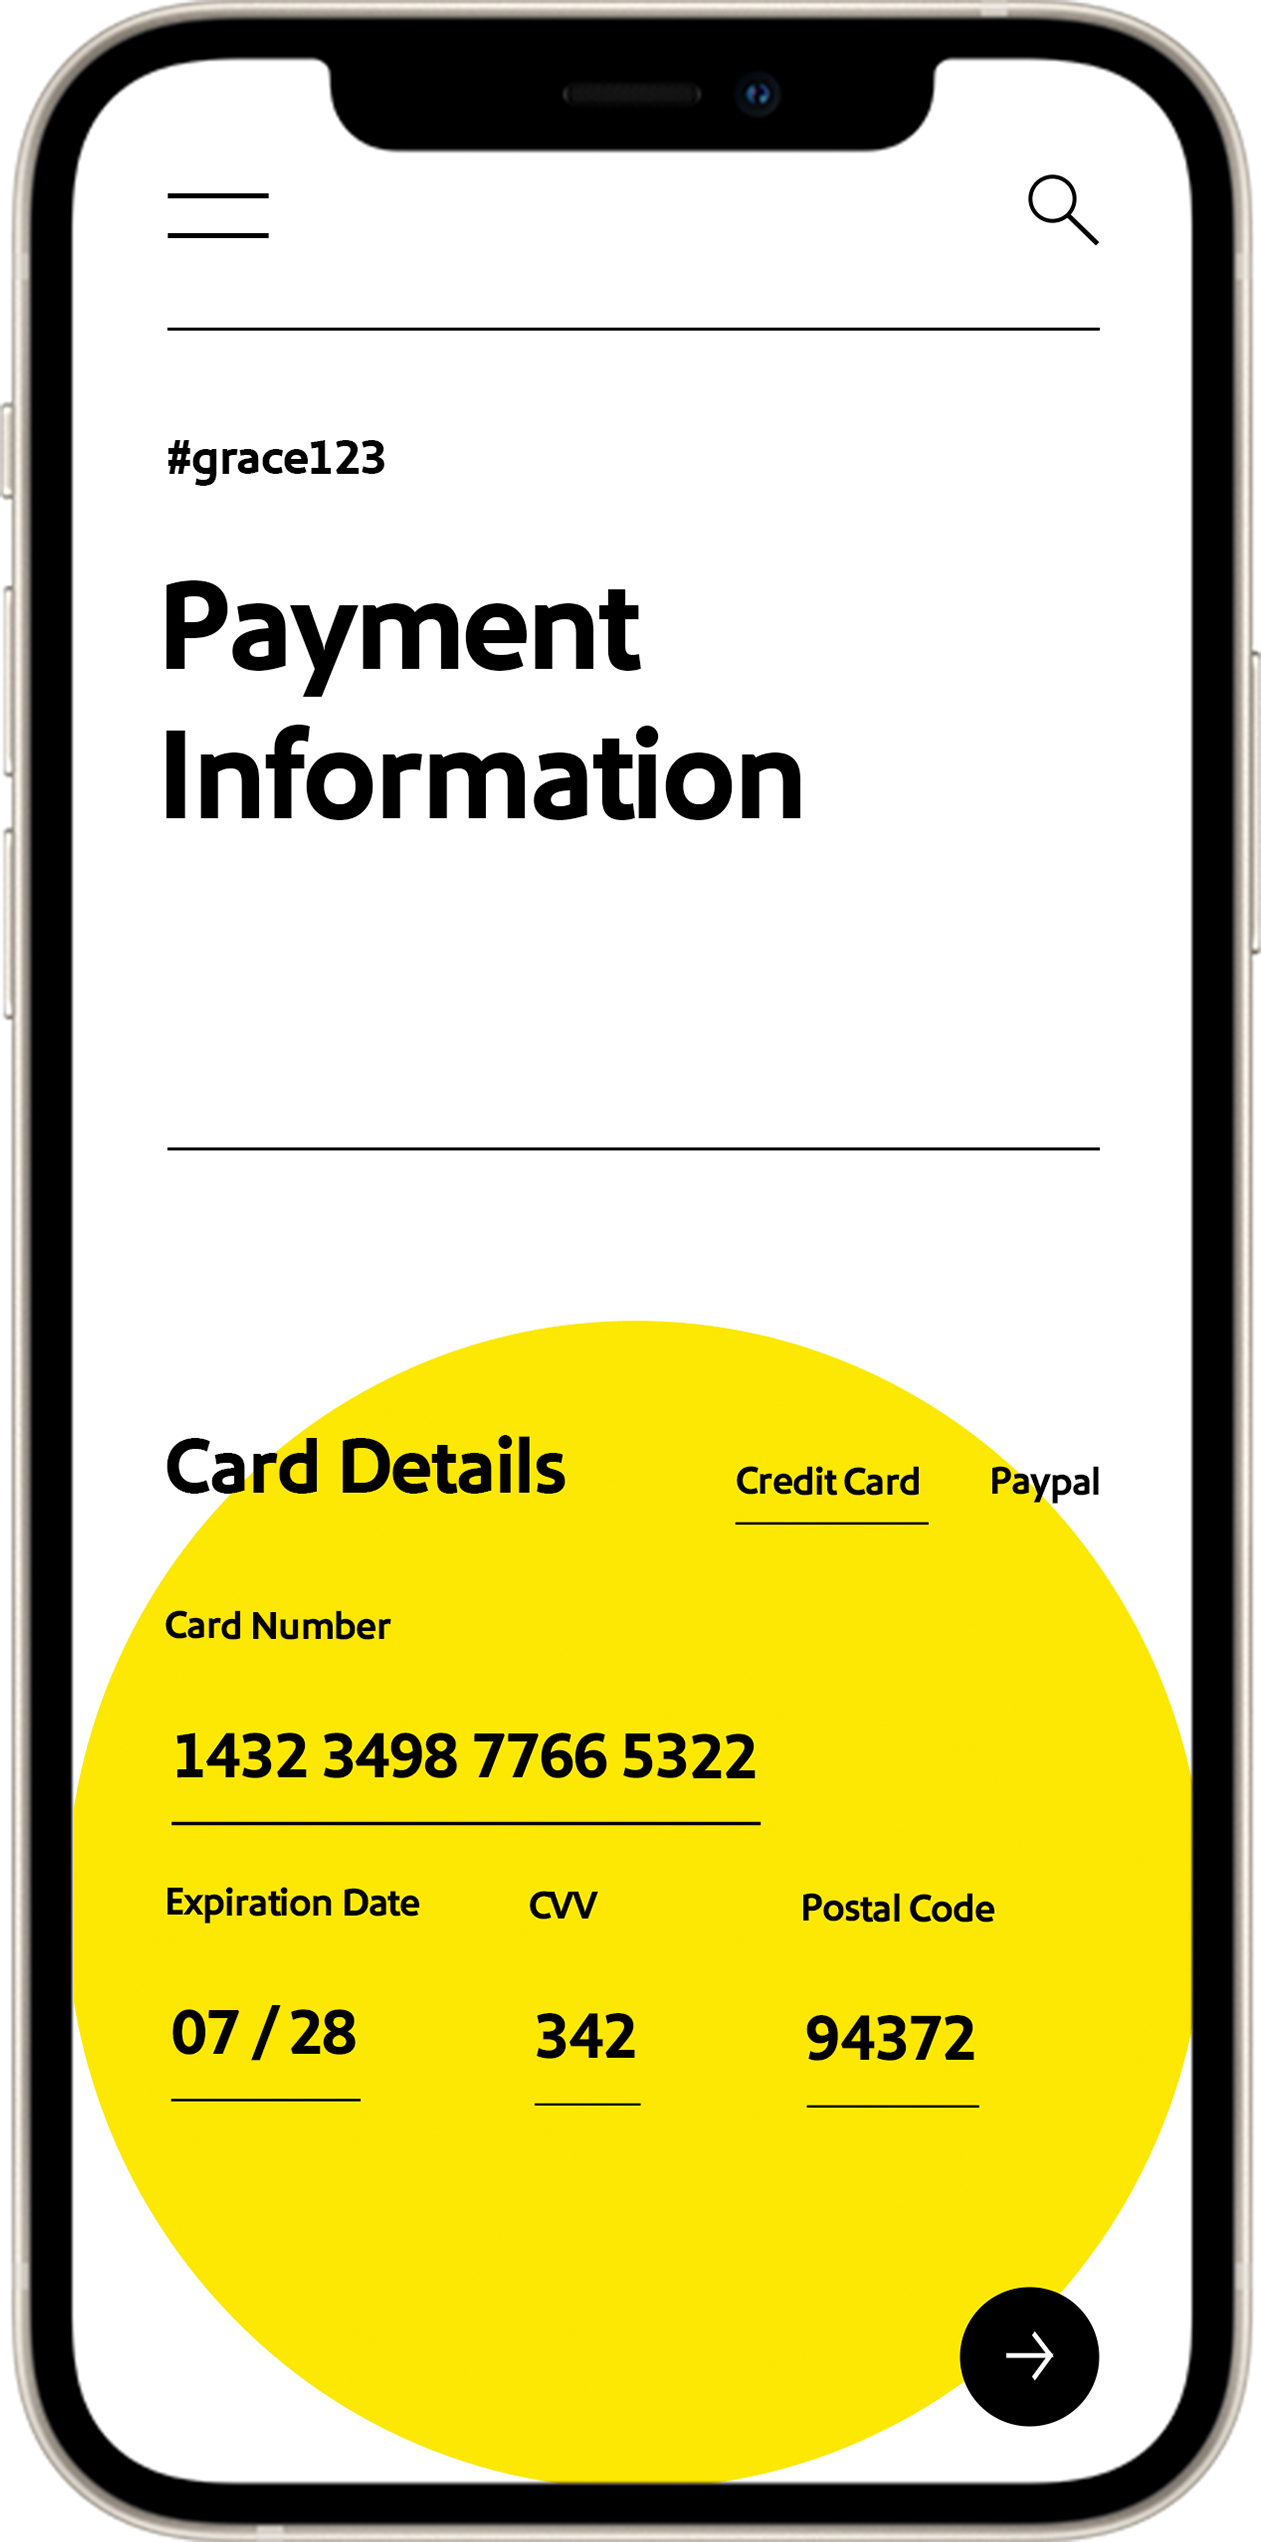 #grace123
Payment
Information
Card Details
Credit Card
Paypal
Card Number
1432 3498 7766 5322
Expiration Date
CVV
Postal Code
07 / 28
342
94372